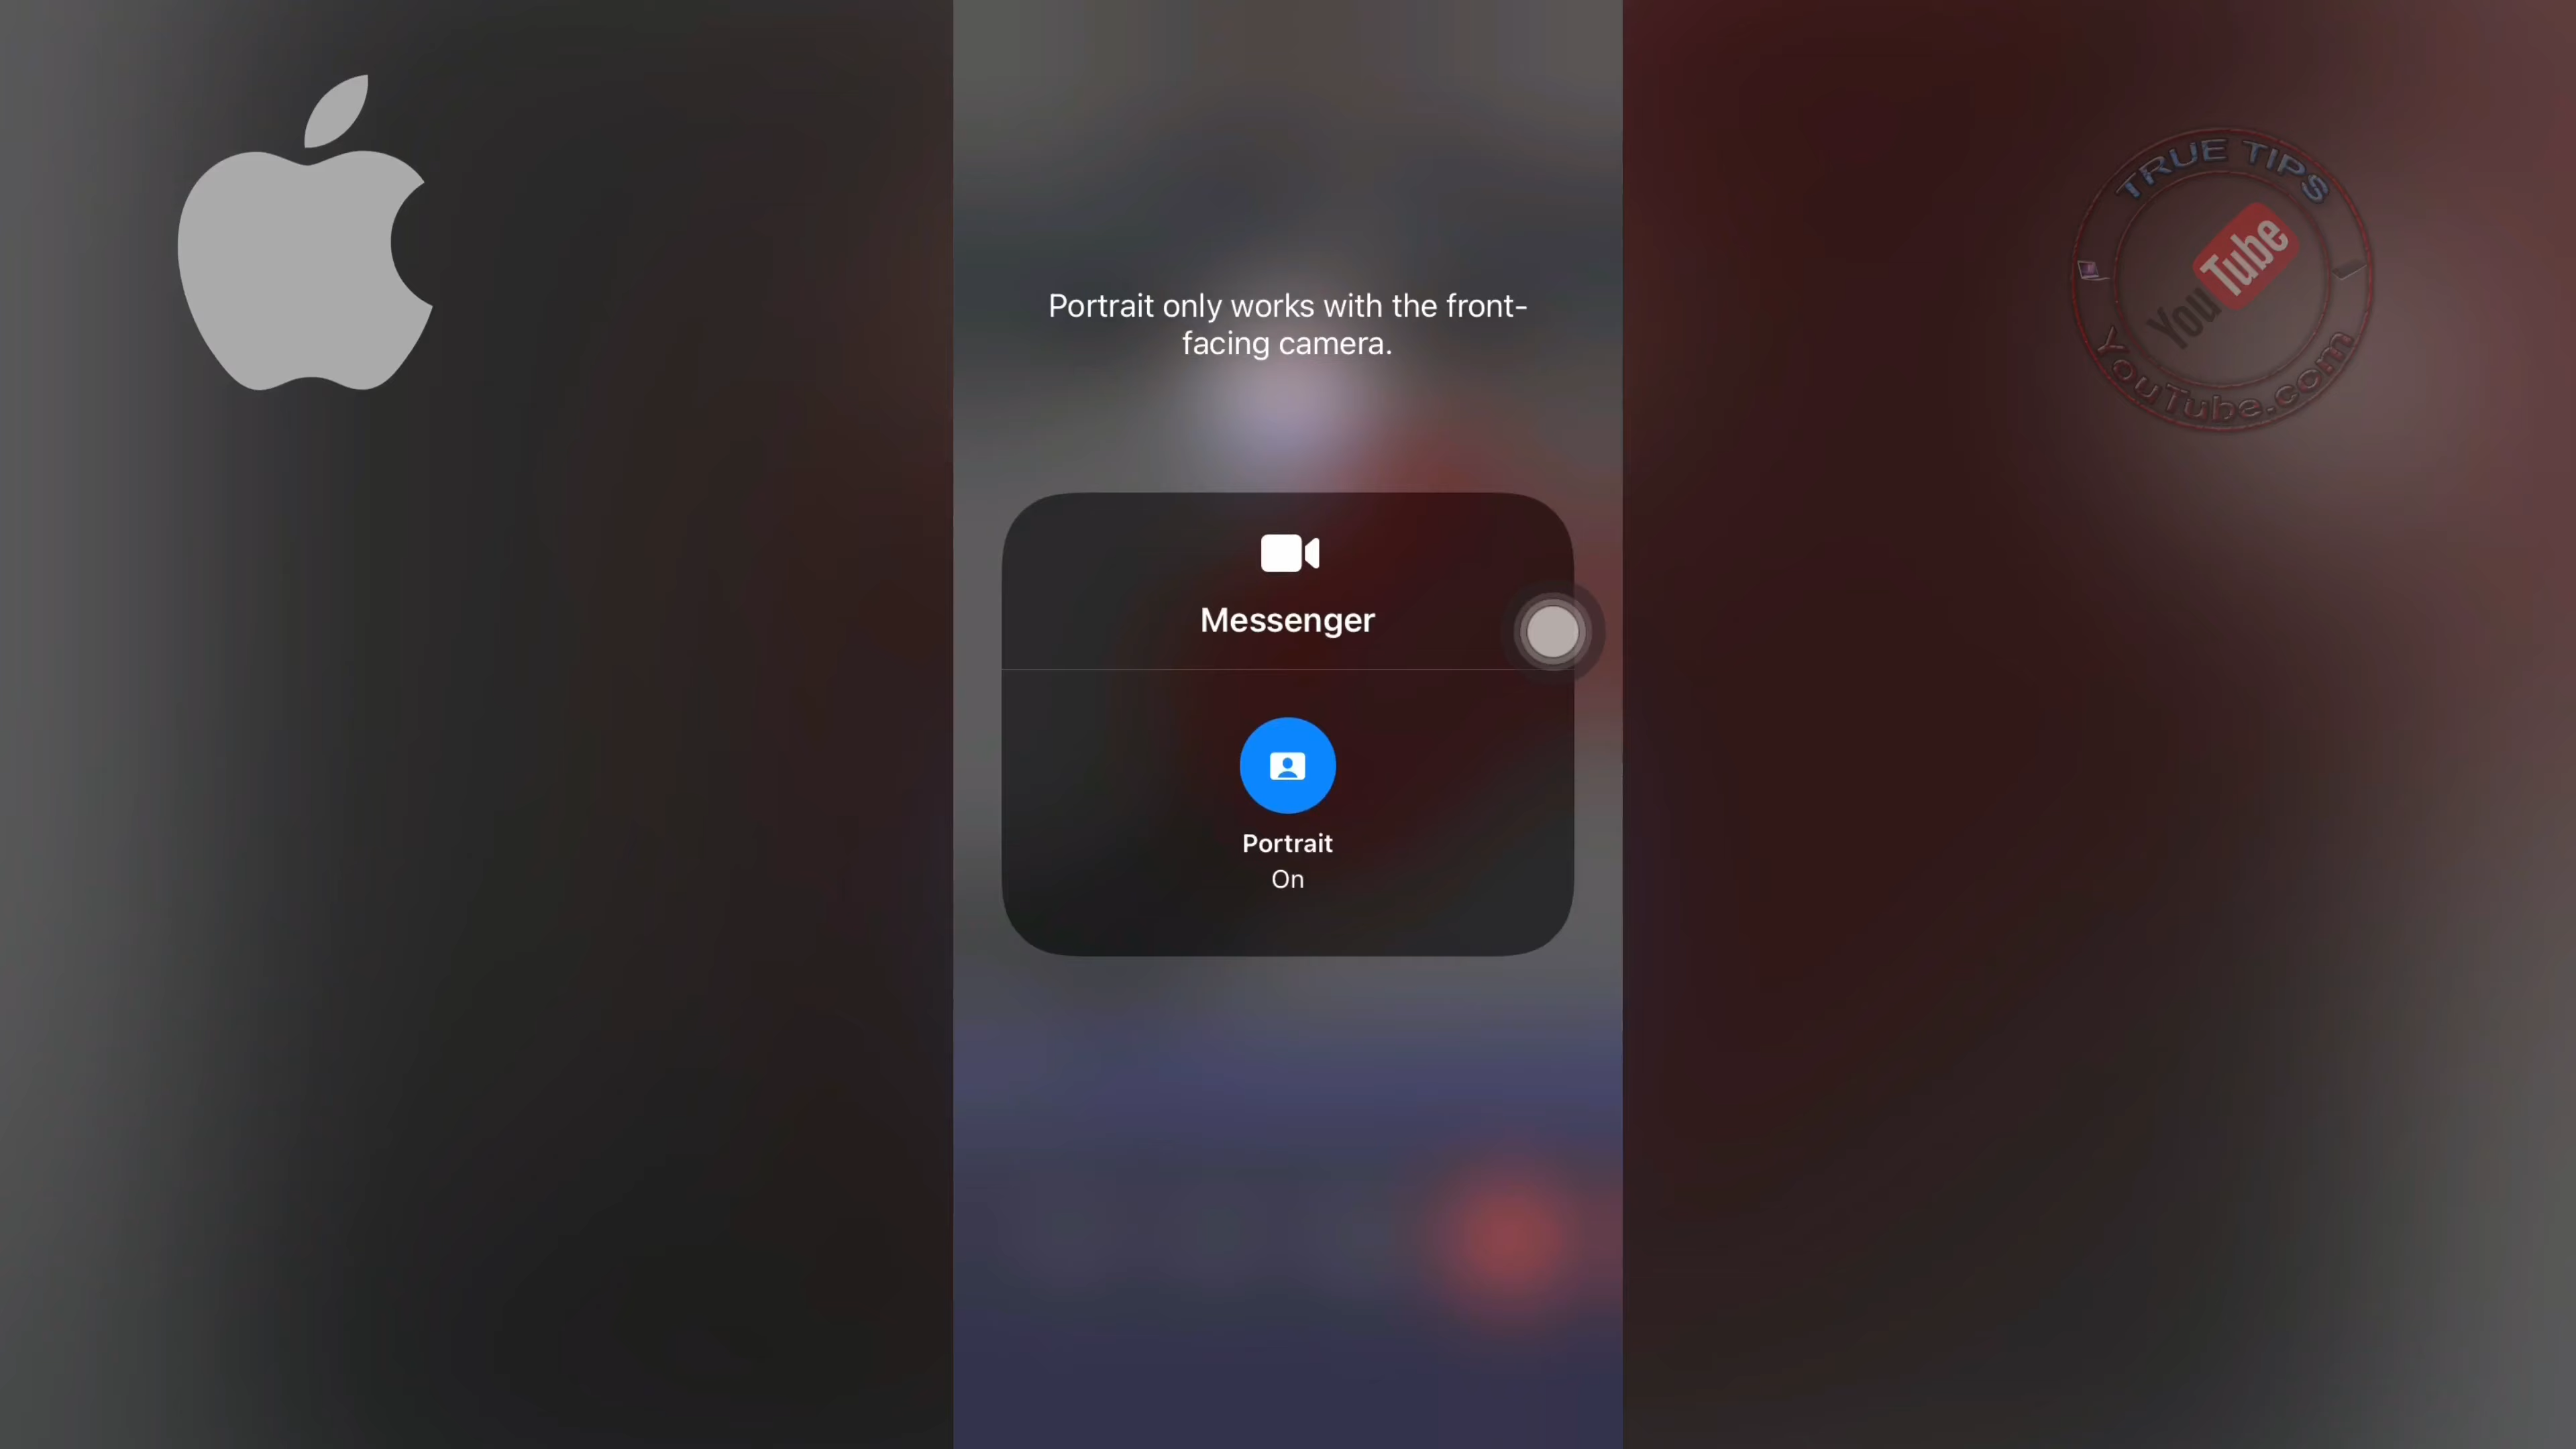 TRUE TIPS
YouTube
YouTube.com
Portrait only works with the front-
facing camera.
Messenger
Portrait
On